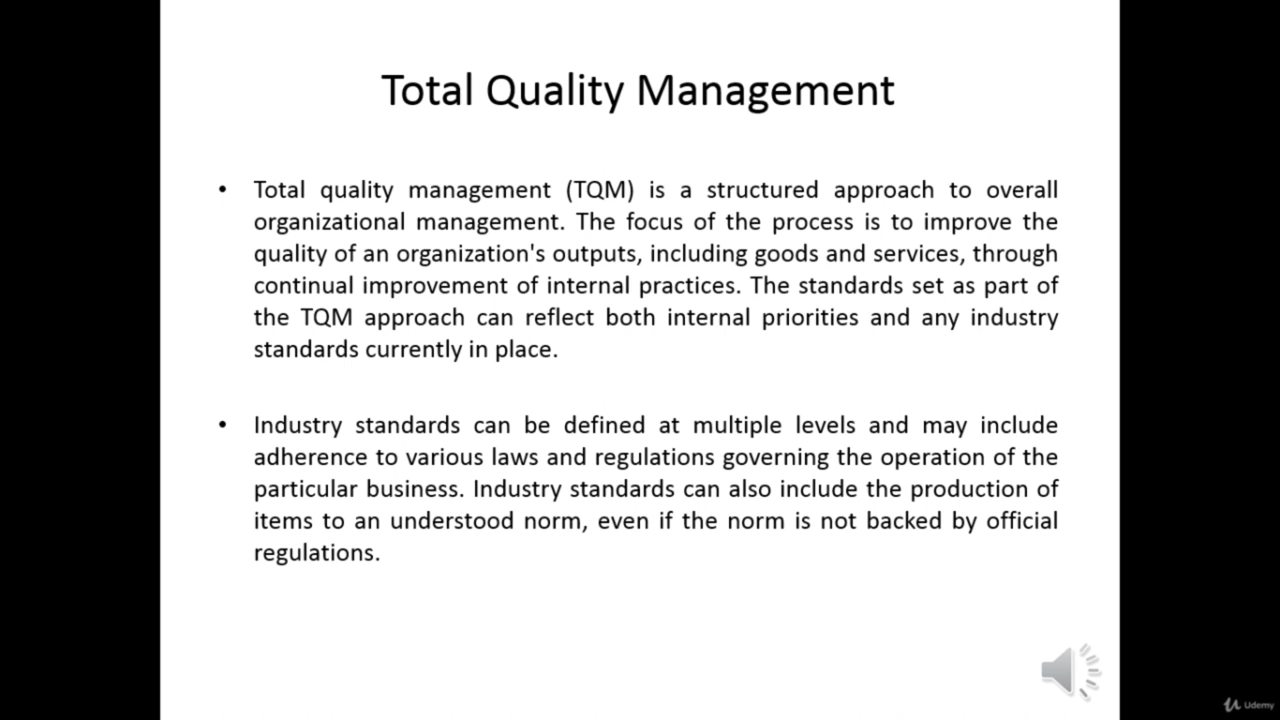 Total Quality Management
• Total quality management (TQM) is a structured approach to overall
organizational management. The focus of the process is to improve the
quality of an organization's outputs, including goods and services, through
continual improvement of internal practices. The standards set as part of
the TQM approach can reflect both internal priorities and any industry
standards currently in place.
• Industry standards can be defined at multiple levels and may include
adherence to various laws and regulations governing the operation of the
particular business. Industry standards can also include the production of
items to an understood norm, even if the norm is not backed by official
regulations.
Udemy